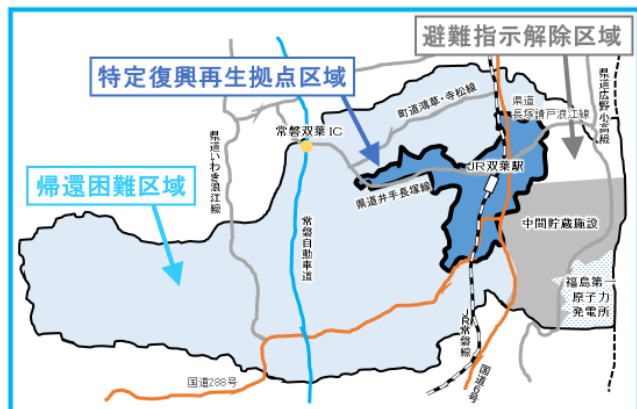 避難指示解除区域
特定復興再生拠点区域
町道鴻草・寺松線
県道
長塚請戸浪江線
県道広野小高線
常磐双葉IC
県道いわき浪江線
JR双葉駅
県道井手長塚線
帰還困難区域
中間貯蔵施設
常磐自動車道
福島第一
原子力
発電所
JR常磐線
国道6号
国道288号